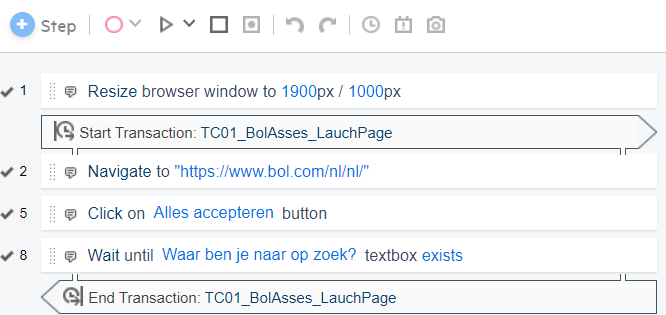 Step
1 Resize browser window to 1900px / 1000px
Start Transaction: TC01_BolAsses_LauchPage
2 Navigate to "https://www.bol.com/nl/nl/"
5 Click on Alles accepteren button
8 Wait until Waar ben je naar op zoek? textbox exists
End Transaction: TC01_BolAsses_LauchPage